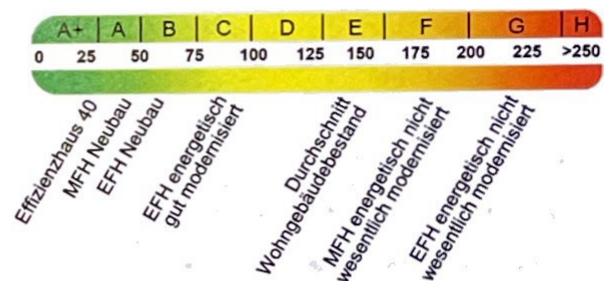 A+ A B C D E F G H
0 25 50 75 100 125 150 175 200 225 >250
Effizienzhaus 40
MFH Neubau
EFH Neubau
EFH energetisch
gut modernisiert
Durchschnitt
Wohngebäudebestand
MFH energetisch nicht
wesentlich modernisiert
EFH energetisch nicht
wesentlich modernisiert